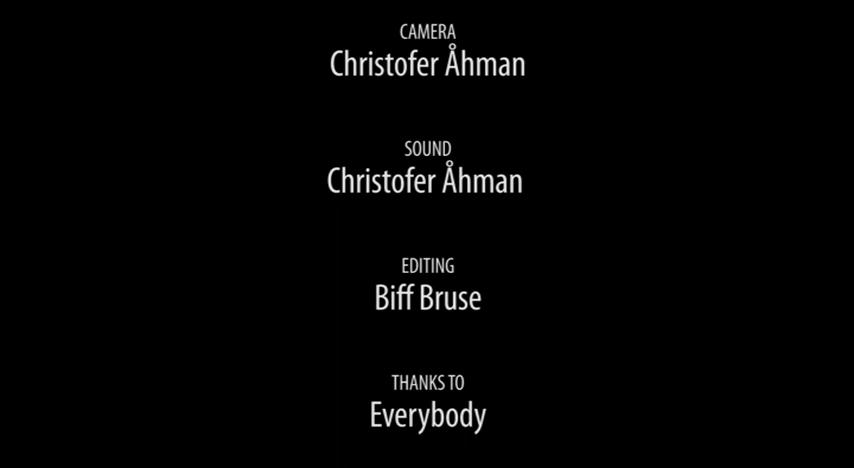 CAMERA
Christofer Åhman
SOUND
Christofer Åhman
EDITING
Biff Bruse
THANKS TO
Everybody